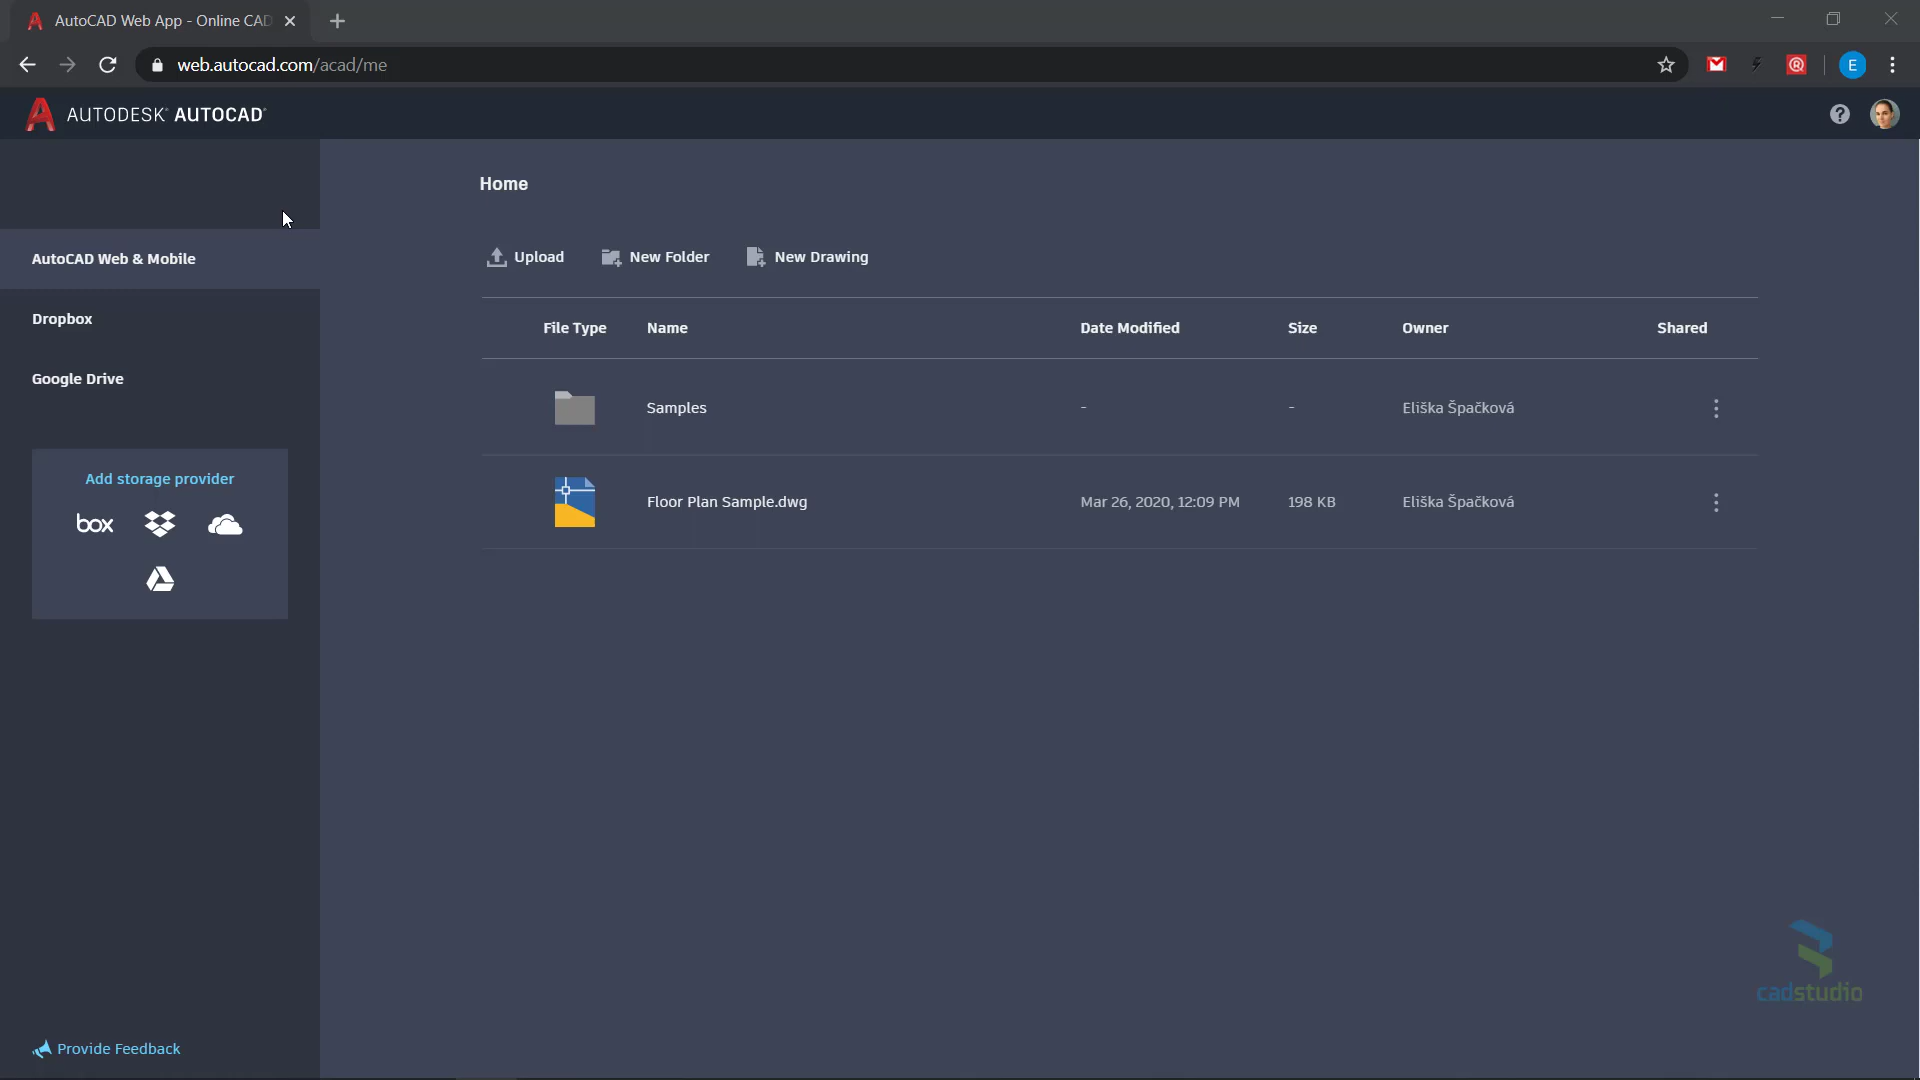 AutoCAD Web App - Online CAD
web.autocad.com/acad/me
E
AUTODESK® AUTOCAD®
Home
Upload New Folder New Drawing
AutoCAD Web & Mobile
Dropbox
Google Drive
Add storage provider
box
File Type Name Date Modified Size Owner Shared
Samples - - Eliška Špačková
Floor Plan Sample.dwg Mar 26, 2020, 12:09 PM 198 KB Eliška Špačková
cadstudio
Provide Feedback